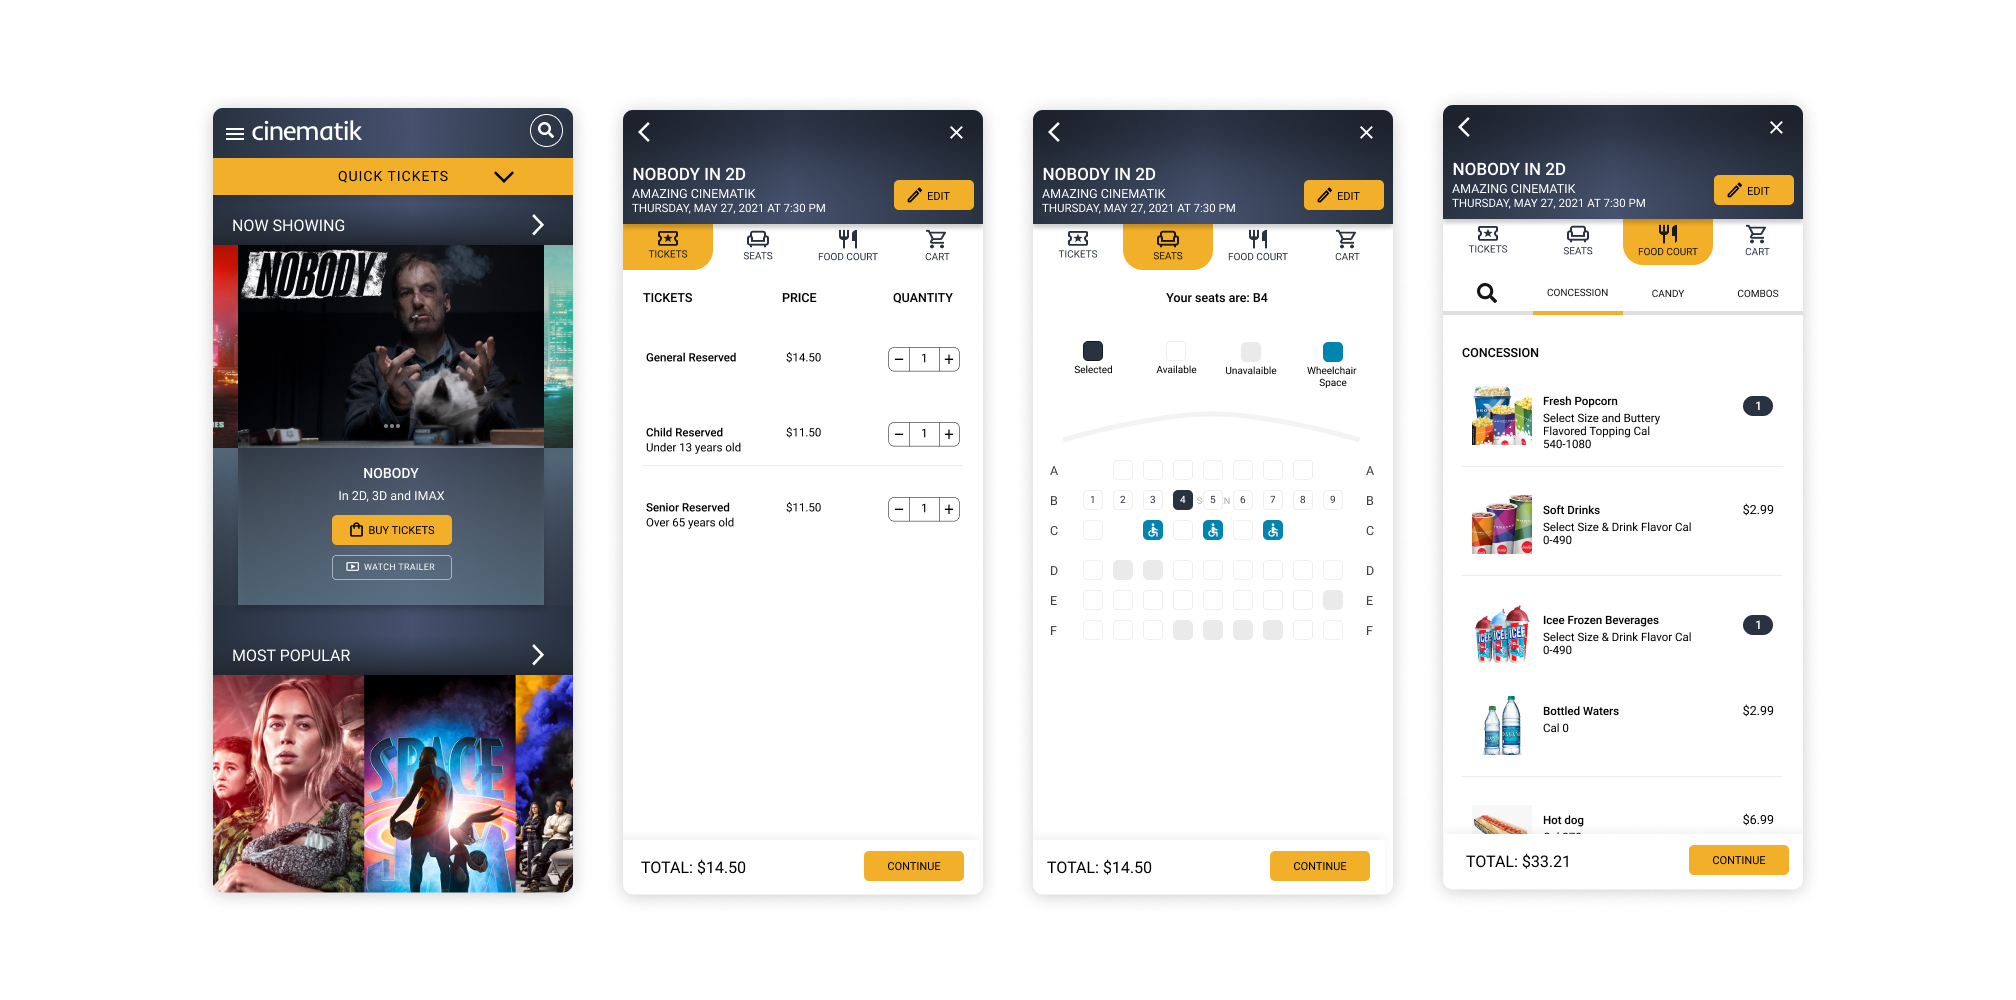 cinematik
QUICK TICKETS
NOW SHOWING
NOBODY
NOBODY
In 2D, 3D and IMAX
BUY TICKETS
WATCH TRAILER
MOST POPULAR
SPACE
JAM
NOBODY IN 2D
AMAZING CINEMATIK
THURSDAY, MAY 27, 2021 AT 7:30 PM
EDIT
TICKETS SEATS FOOD COURT CART
TICKETS PRICE QUANTITY
General Reserved $14.50 − 1 +
Child Reserved $11.50 − 1 +
Under 13 years old
Senior Reserved $11.50 − 1 +
Over 65 years old
TOTAL: $14.50 CONTINUE
NOBODY IN 2D
AMAZING CINEMATIK
THURSDAY, MAY 27, 2021 AT 7:30 PM
EDIT
TICKETS SEATS FOOD COURT CART
Your seats are: B4
Selected Available Unavalaible Wheelchair
Space
A A
B 1 2 3 4 S 5 N 6 7 8 9 B
C C
D D
E E
F F
TOTAL: $14.50 CONTINUE
NOBODY IN 2D
AMAZING CINEMATIK
THURSDAY, MAY 27, 2021 AT 7:30 PM
EDIT
TICKETS SEATS FOOD COURT CART
CONCESSION CANDY COMBOS
CONCESSION
Fresh Popcorn 1
Select Size and Buttery
Flavored Topping Cal
540-1080
Soft Drinks $2.99
Select Size & Drink Flavor Cal
0-490
ICEE ICEE ICEE
Icee Frozen Beverages 1
Select Size & Drink Flavor Cal
0-490
Bottled Waters $2.99
Cal 0
Hot dog $6.99
TOTAL: $33.21 CONTINUE